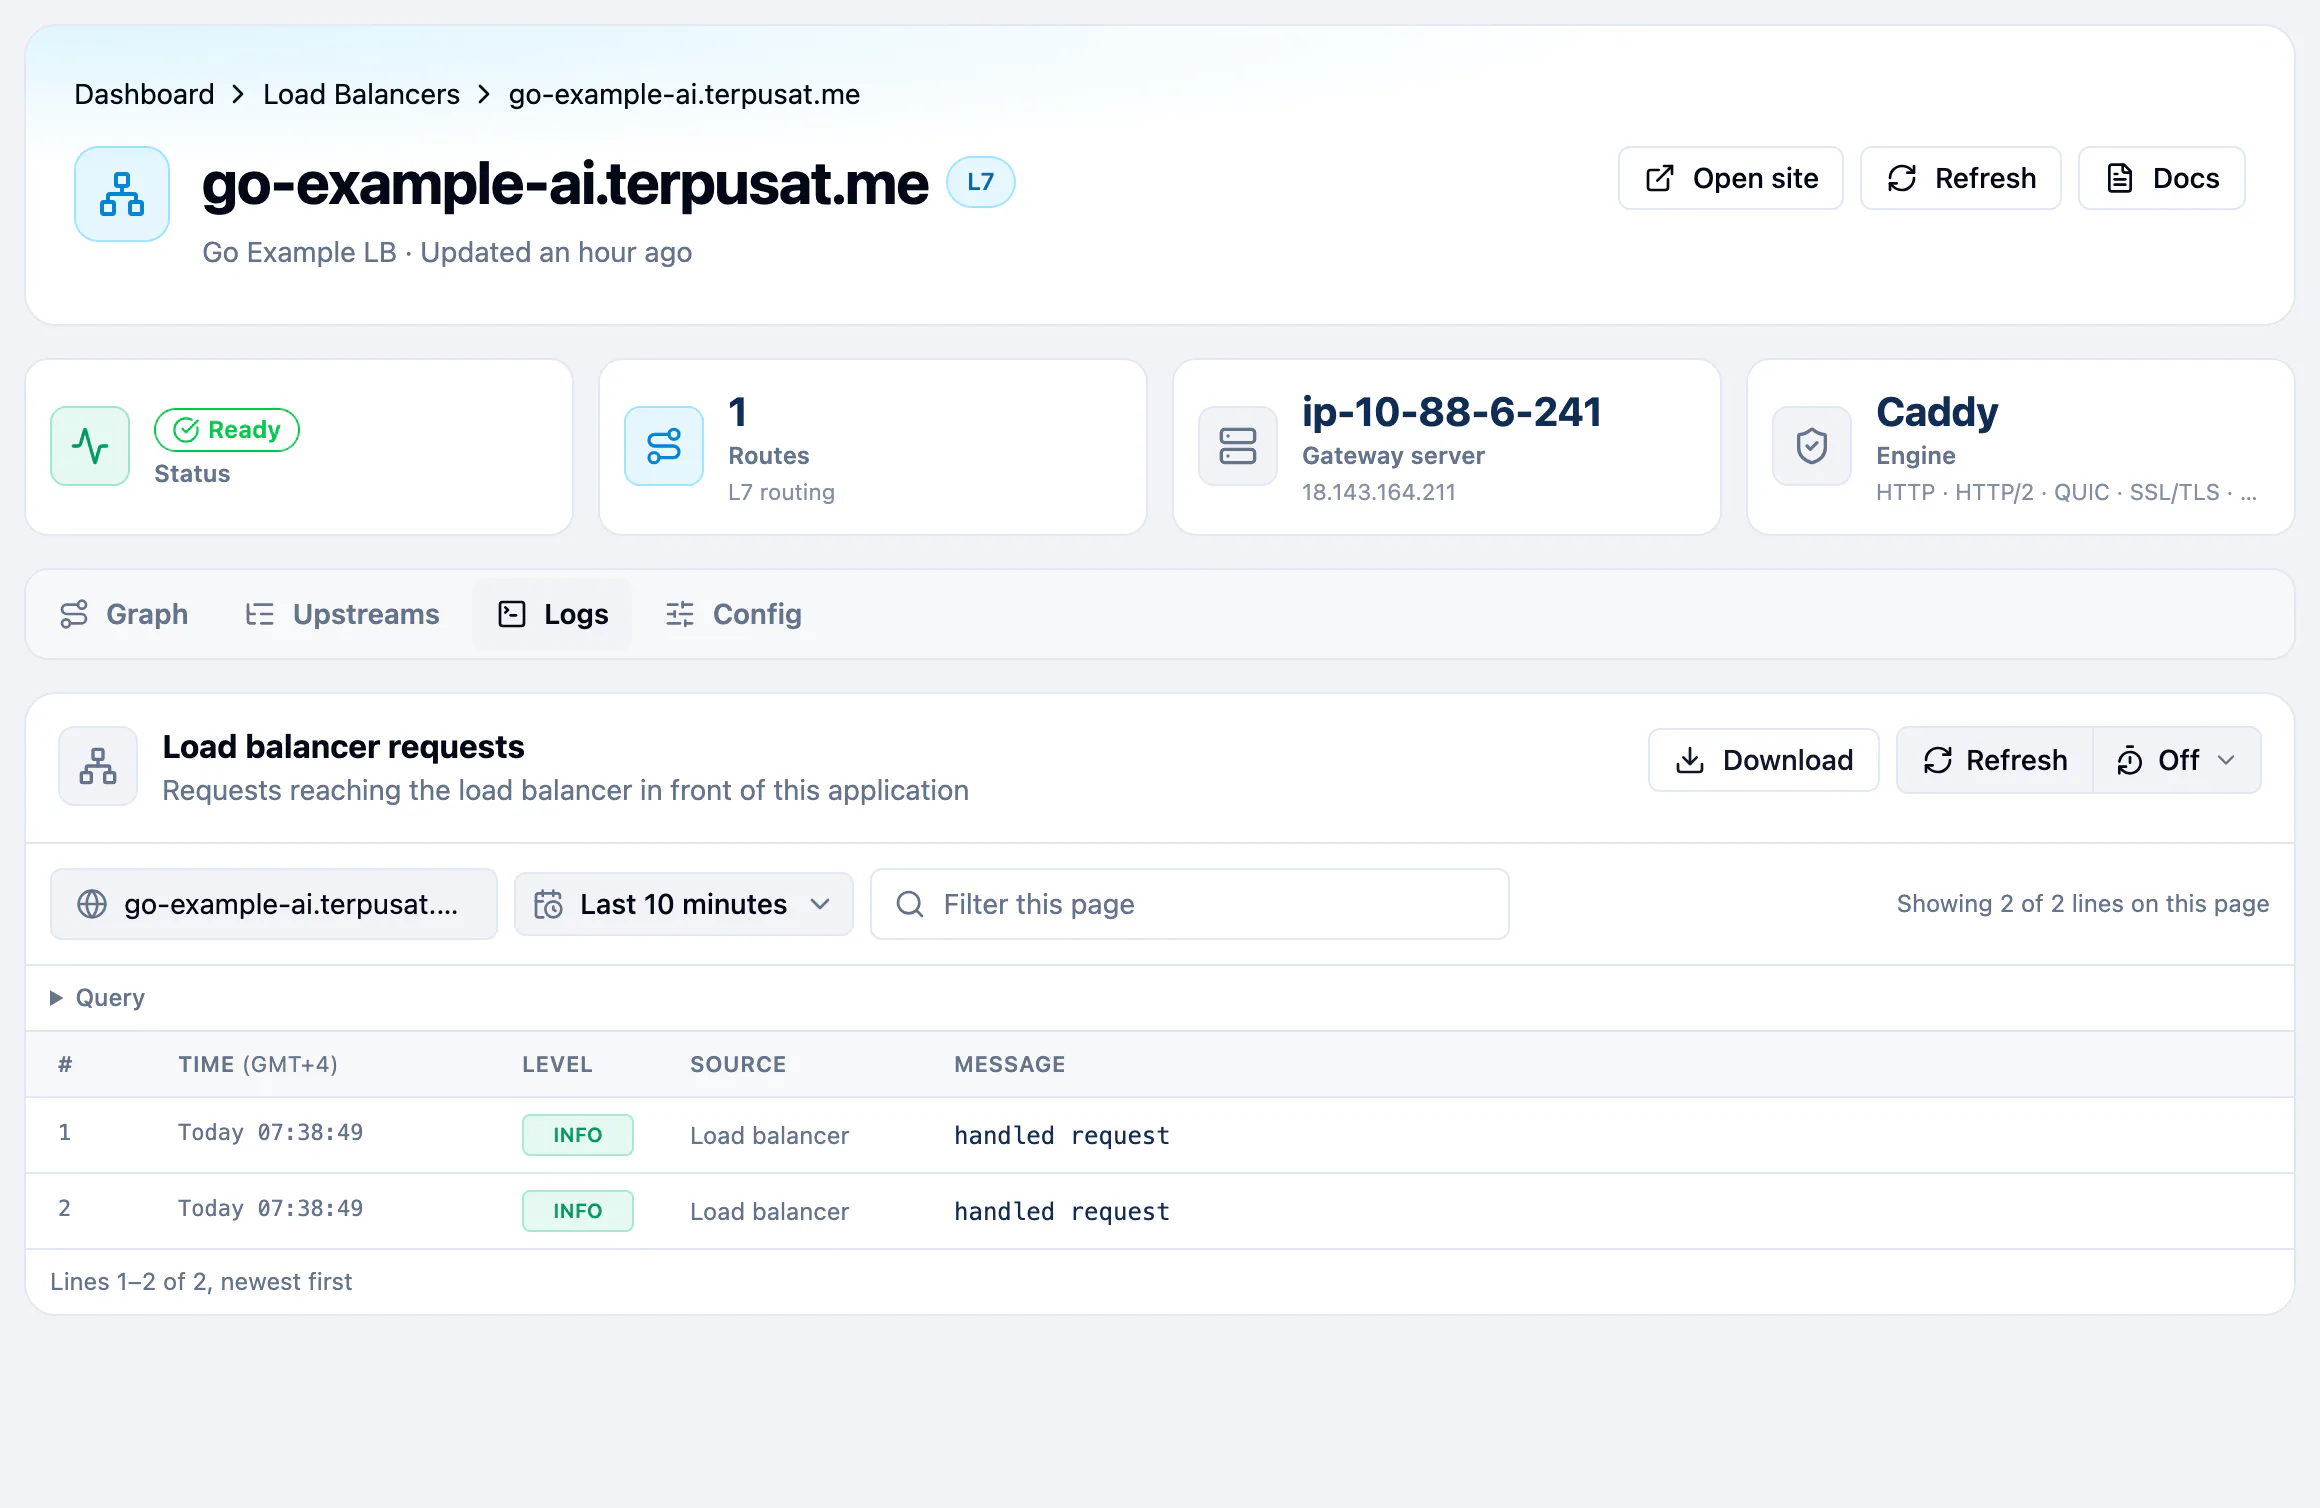 Dashboard > Load Balancers > go-example-ai.terpusat.me
go-example-ai.terpusat.me L7
Go Example LB · Updated an hour ago
Open site
Refresh
Docs
Ready
Status
1
Routes
L7 routing
ip-10-88-6-241
Gateway server
18.143.164.211
Caddy
Engine
HTTP · HTTP/2 · QUIC · SSL/TLS · ...
Graph
Upstreams
Logs
Config
Load balancer requests
Requests reaching the load balancer in front of this application
Download
Refresh
Off
go-example-ai.terpusat....
Last 10 minutes
Filter this page
Showing 2 of 2 lines on this page
Query
# TIME (GMT+4) LEVEL SOURCE MESSAGE
1 Today 07:38:49 INFO Load balancer handled request
2 Today 07:38:49 INFO Load balancer handled request
Lines 1–2 of 2, newest first